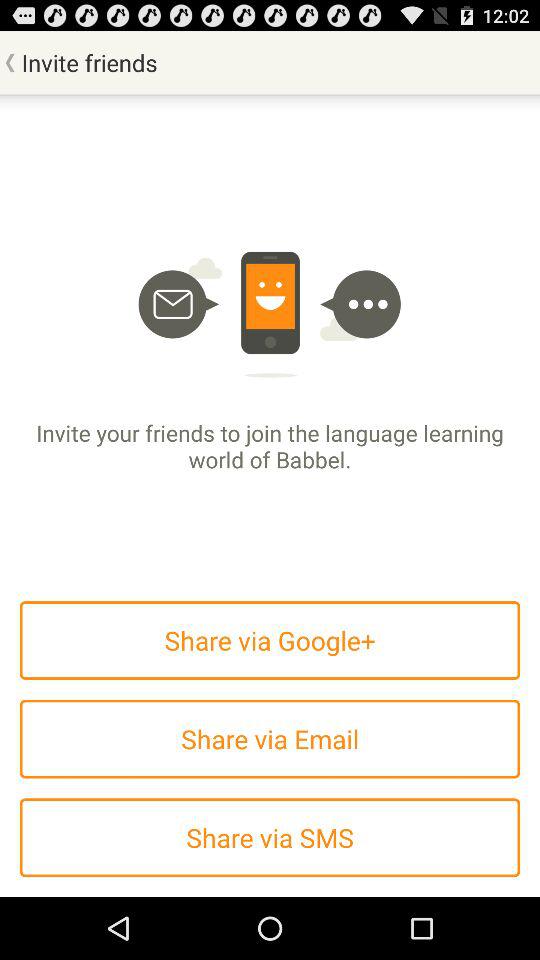 12:02
Invite friends
Invite your friends to join the language learning
world of Babbel.
Share via Google+
Share via Email
Share via SMS